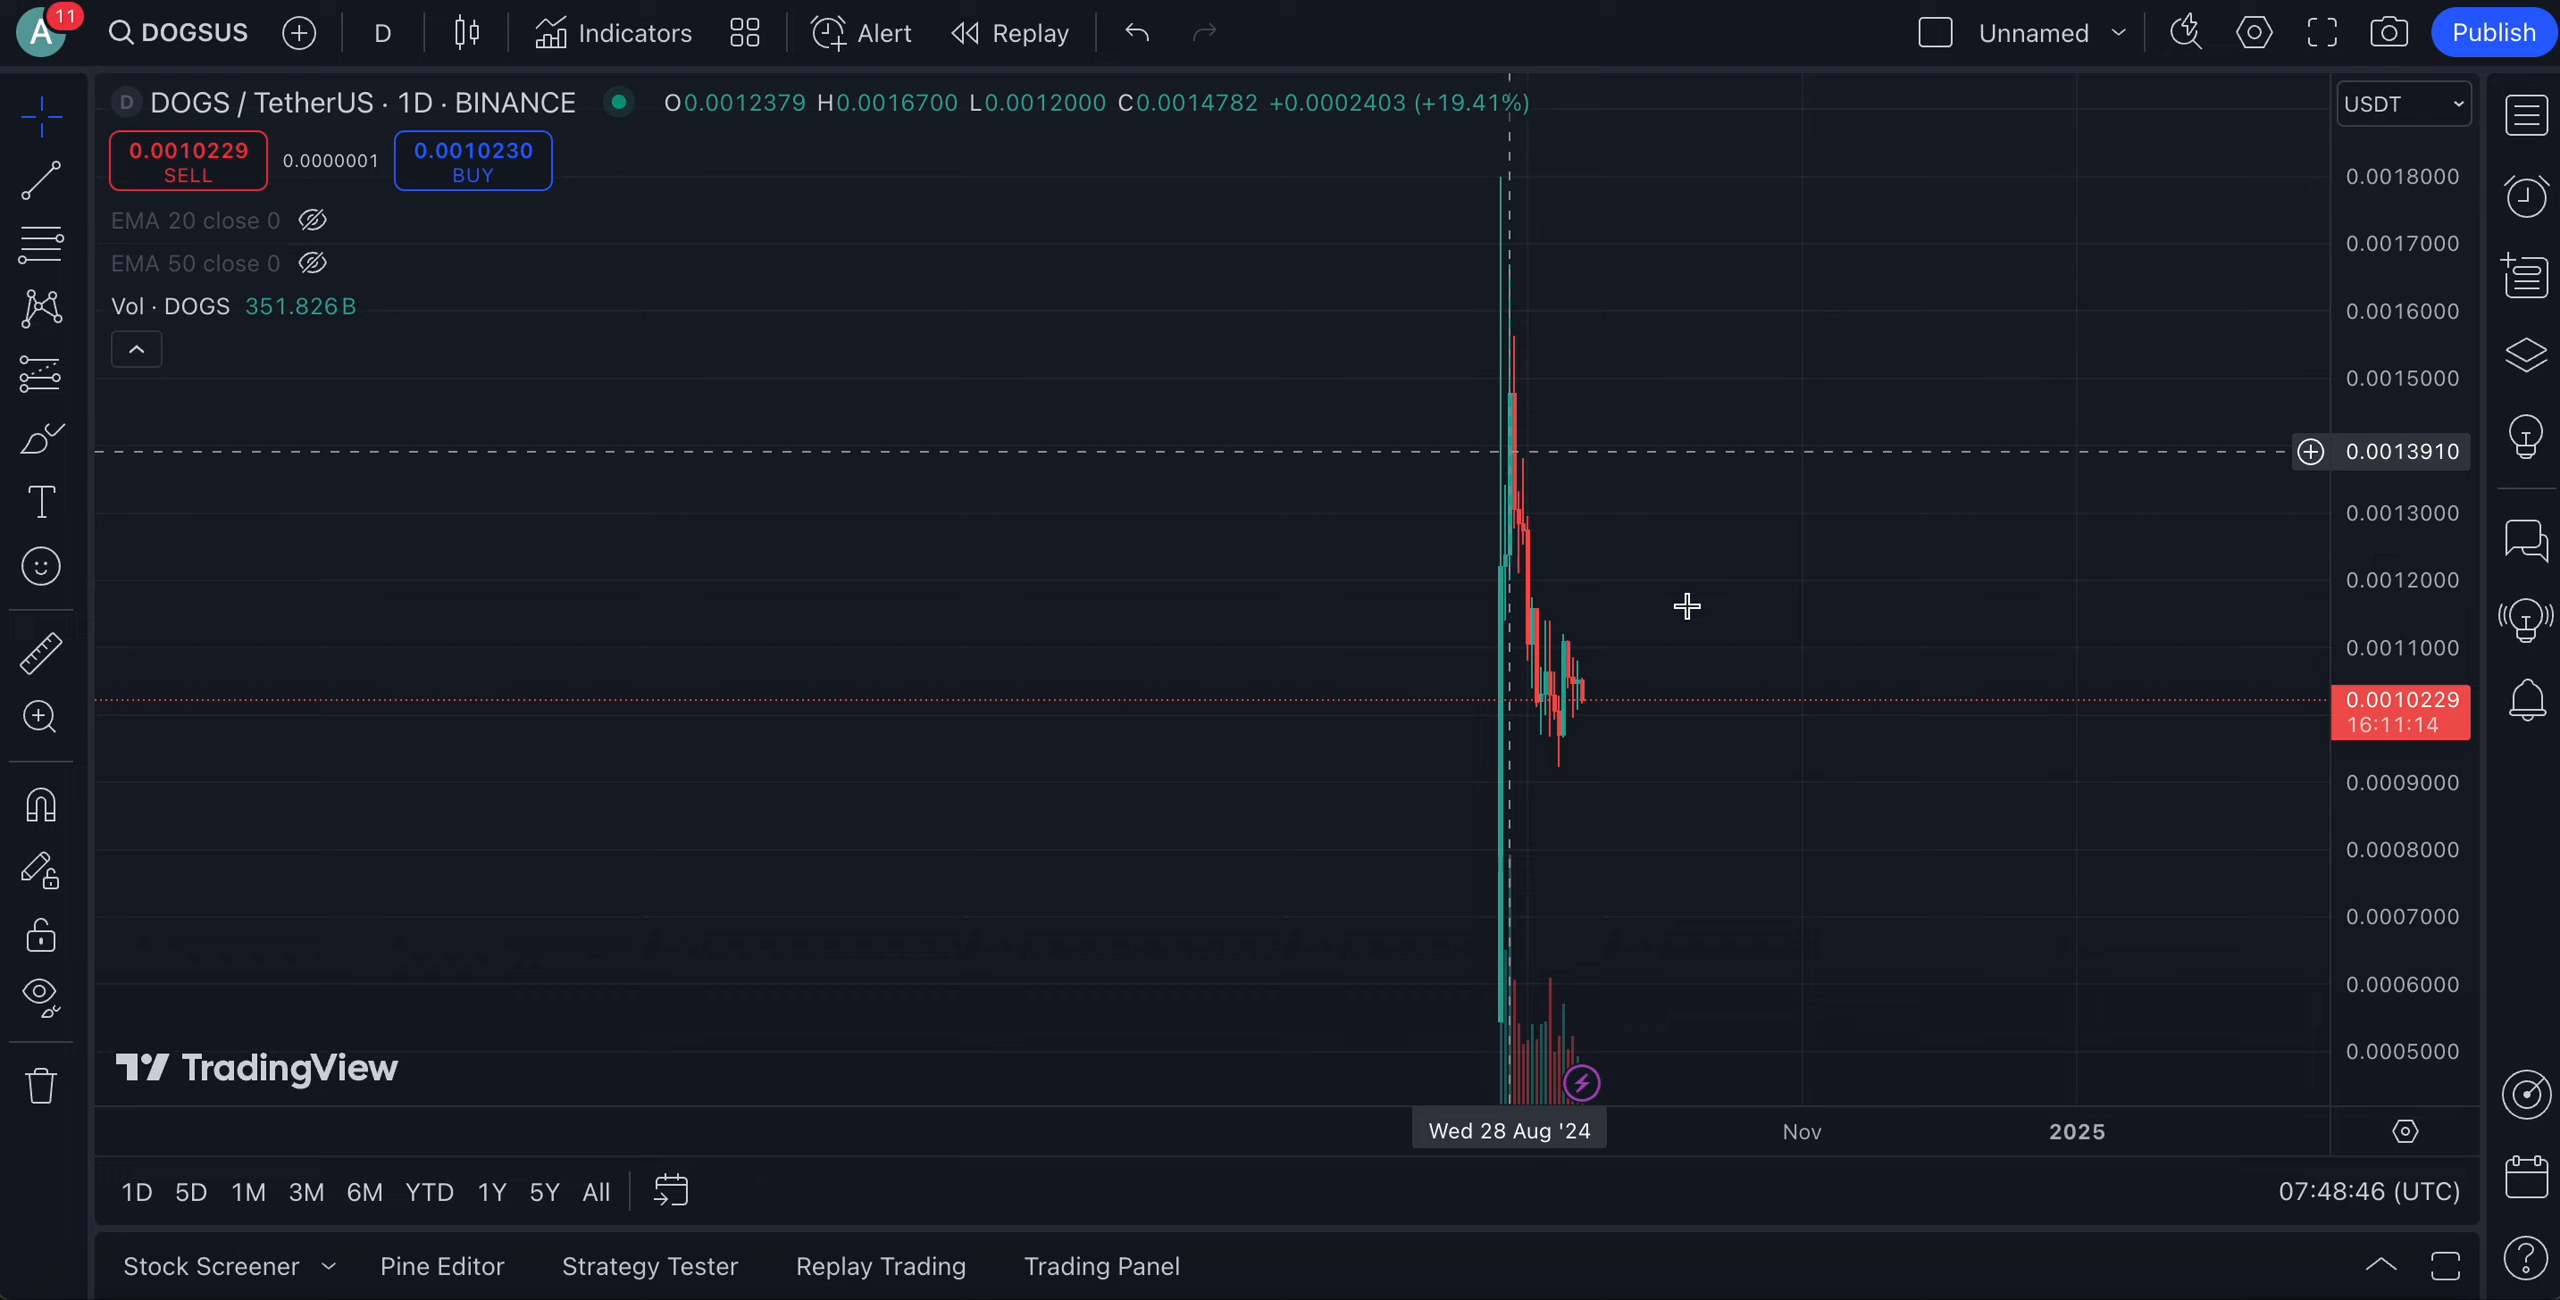 A 11 DOGSUS D Indicators Alert Replay Unnamed Publish
D DOGS / TetherUS · 1D · BINANCE O0.0012379 H0.0016700 L0.0012000 C0.0014782 +0.0002403 (+19.41%) USDT
0.0010229 SELL 0.0000001 0.0010230 BUY
EMA 20 close 0
EMA 50 close 0
Vol · DOGS 351.826B
0.0018000
0.0017000
0.0016000
0.0015000
0.0013910
0.0013000
0.0012000
0.0011000
0.0010229
16:11:14
0.0009000
0.0008000
0.0007000
0.0006000
0.0005000
TradingView
Wed 28 Aug '24 Nov 2025
1D 5D 1M 3M 6M YTD 1Y 5Y All 07:48:46 (UTC)
Stock Screener Pine Editor Strategy Tester Replay Trading Trading Panel